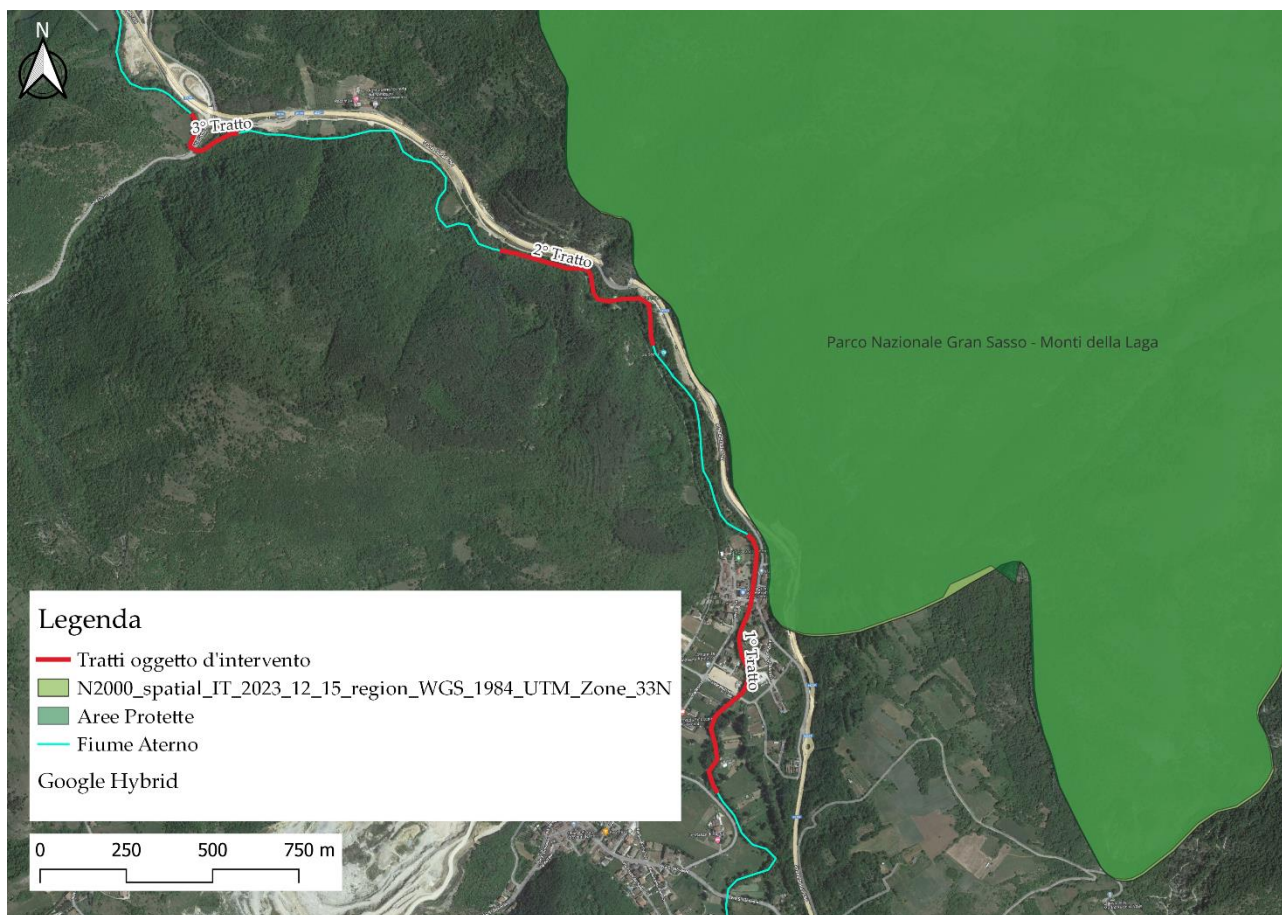 N
3° Tratto
2° Tratto
Parco Nazionale Gran Sasso - Monti della Laga
1° Tratto
Legenda
Tratti oggetto d'intervento
N2000_spatial_IT_2023_12_15_region_WGS_1984_UTM_Zone_33N
Aree Protette
Fiume Aterno
Google Hybrid
0 250 500 750 m